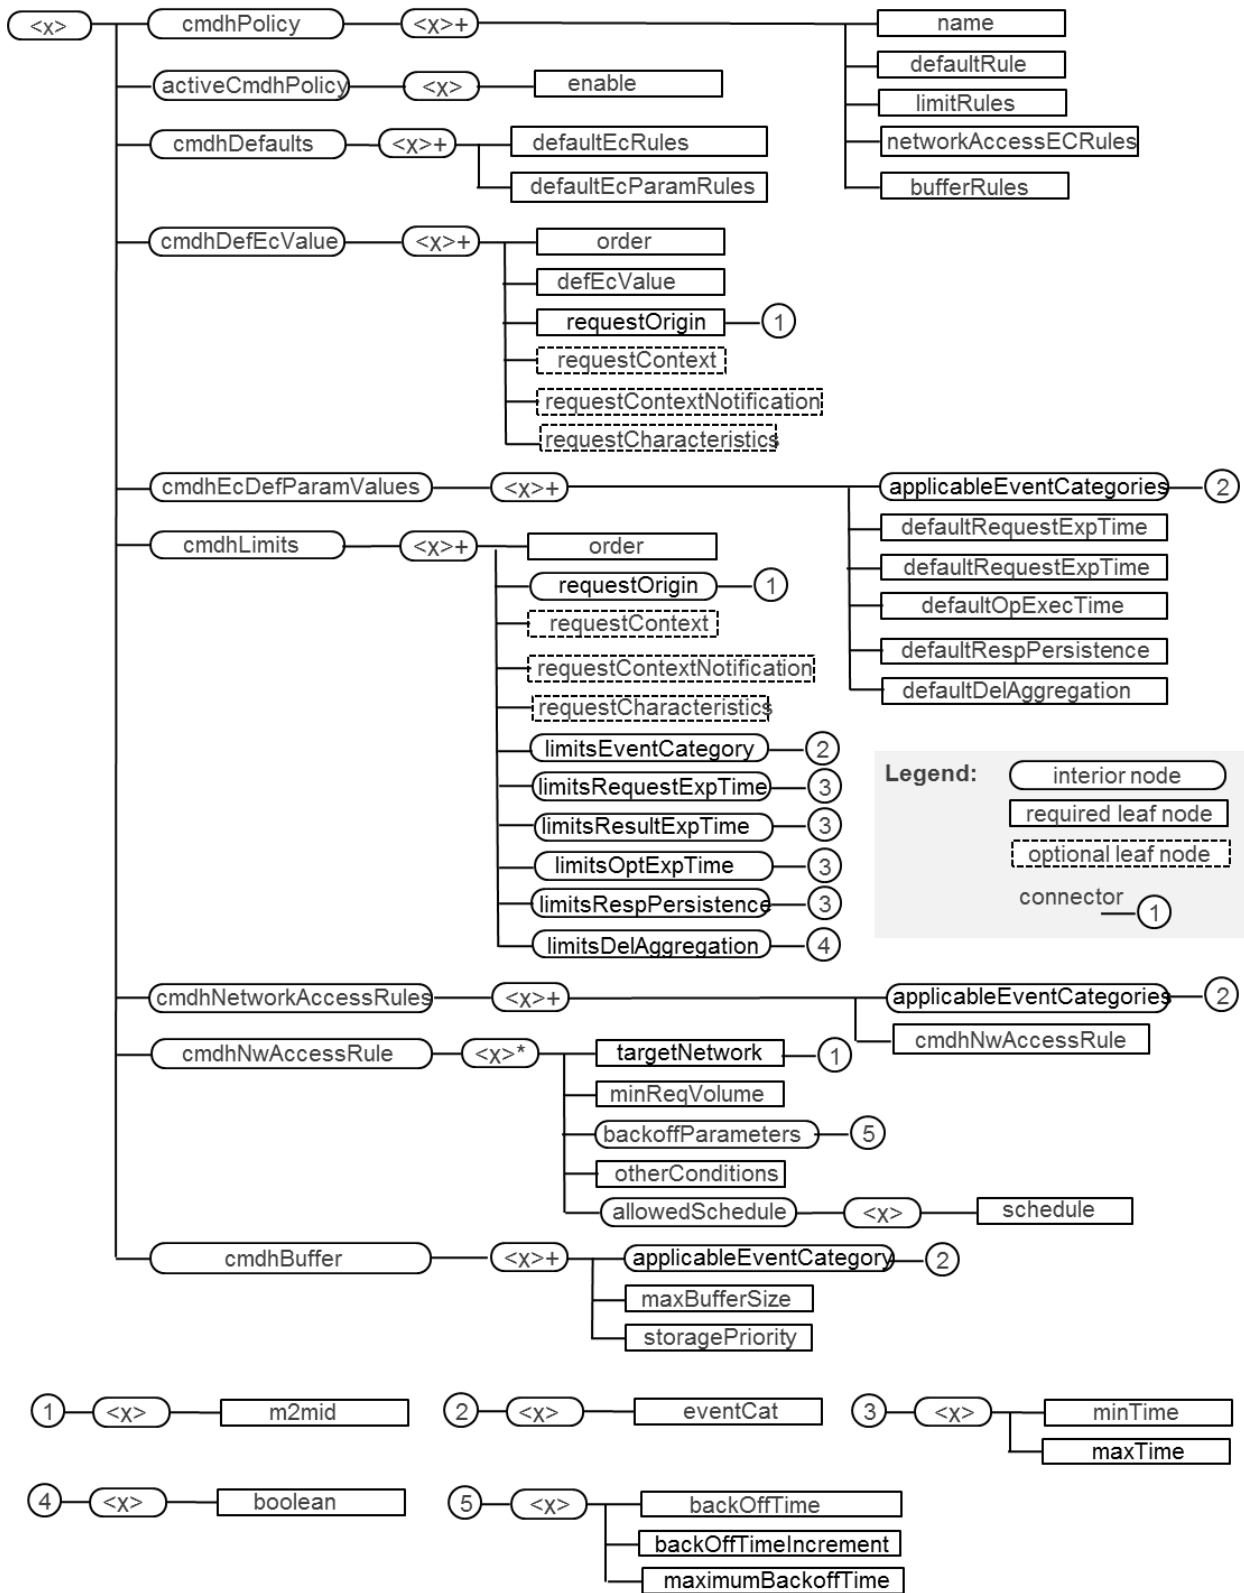 <x>
cmdhPolicy
<x>+
name
defaultRule
limitRules
networkAccessECRules
bufferRules
activeCmdhPolicy
<x>
enable
cmdhDefaults
<x>+
defaultEcRules
defaultEcParamRules
cmdhDefEcValue
<x>+
order
defEcValue
requestOrigin
1
requestContext
requestContextNotification
requestCharacteristics
cmdhEcDefParamValues
<x>+
applicableEventCategories
2
defaultRequestExpTime
defaultRequestExpTime
defaultOpExecTime
defaultRespPersistence
defaultDelAggregation
cmdhLimits
<x>+
order
requestOrigin
1
requestContext
requestContextNotification
requestCharacteristics
limitsEventCategory
2
limitsRequestExpTime
3
limitsResultExpTime
3
limitsOptExpTime
3
limitsRespPersistence
3
limitsDelAggregation
4
Legend:
interior node
required leaf node
optional leaf node
connector
1
cmdhNetworkAccessRules
<x>+
applicableEventCategories
2
cmdhNwAccessRule
cmdhNwAccessRule
<x>*
targetNetwork
1
minReqVolume
backoffParameters
5
otherConditions
allowedSchedule
<x>
schedule
cmdhBuffer
<x>+
applicableEventCategory
2
maxBufferSize
storagePriority
1
<x>
m2mid
2
<x>
eventCat
3
<x>
minTime
maxTime
4
<x>
boolean
5
<x>
backOffTime
backOffTimeIncrement
maximumBackoffTime